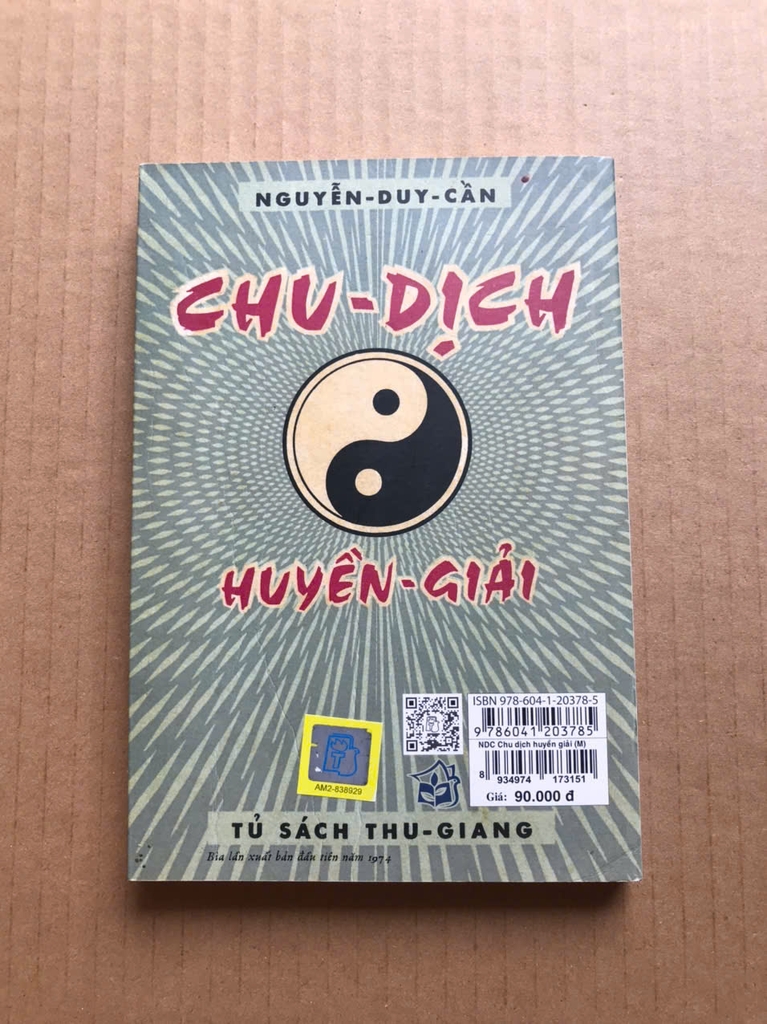 NGUYỄN-DUY-CẦN
CHU-DỊCH
HUYỀN-GIẢI
ISBN 978-604-1-20378-5
9 786041 203785
NDC Chu dịch huyền giải (M)
8 934974 173151
Giá: 90.000 đ
T
AM2-838929
TỦ SÁCH THU-GIANG
Bìa lần xuất bản đầu tiên năm 1974